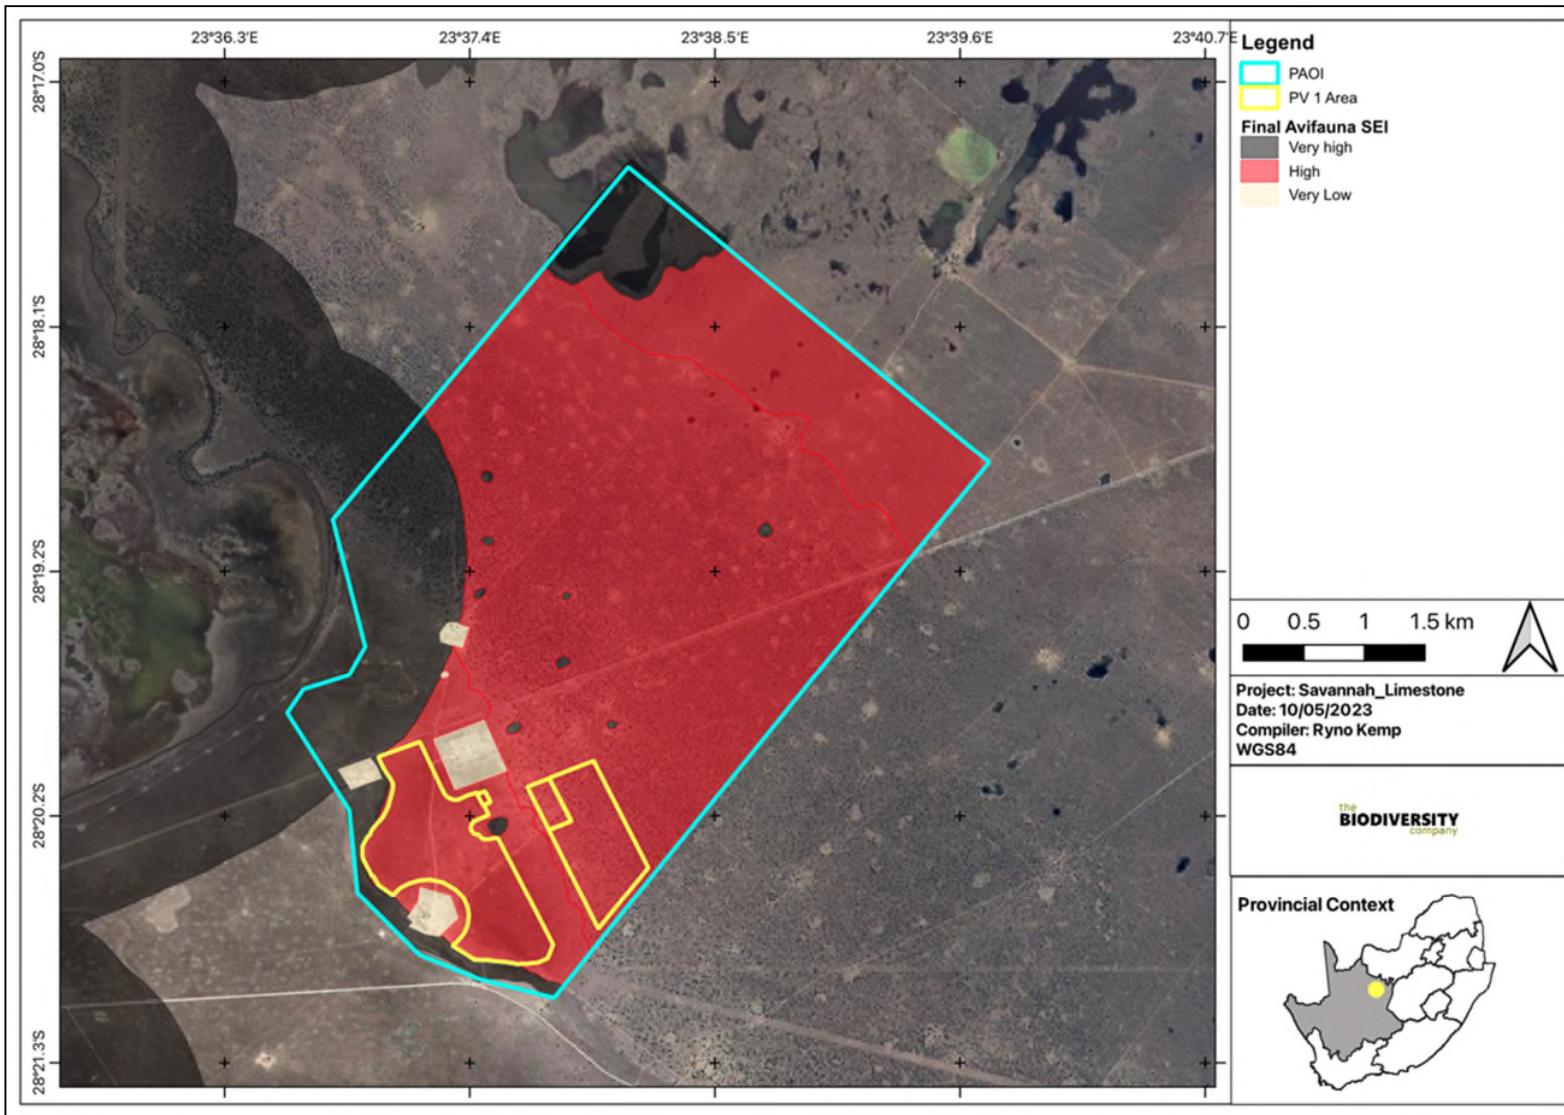 23°36.3'E 23°37.4'E 23°38.5'E 23°39.6'E 23°40.7'E
28°17.0'S
28°18.1'S
28°19.2'S
28°20.2'S
28°21.3'S
Legend
PAOI
PV 1 Area
Final Avifauna SEI
Very high
High
Very Low
0 0.5 1 1.5 km
Project: Savannah_Limestone
Date: 10/05/2023
Compiler: Ryno Kemp
WGS84
the
BIODIVERSITY
company
Provincial Context